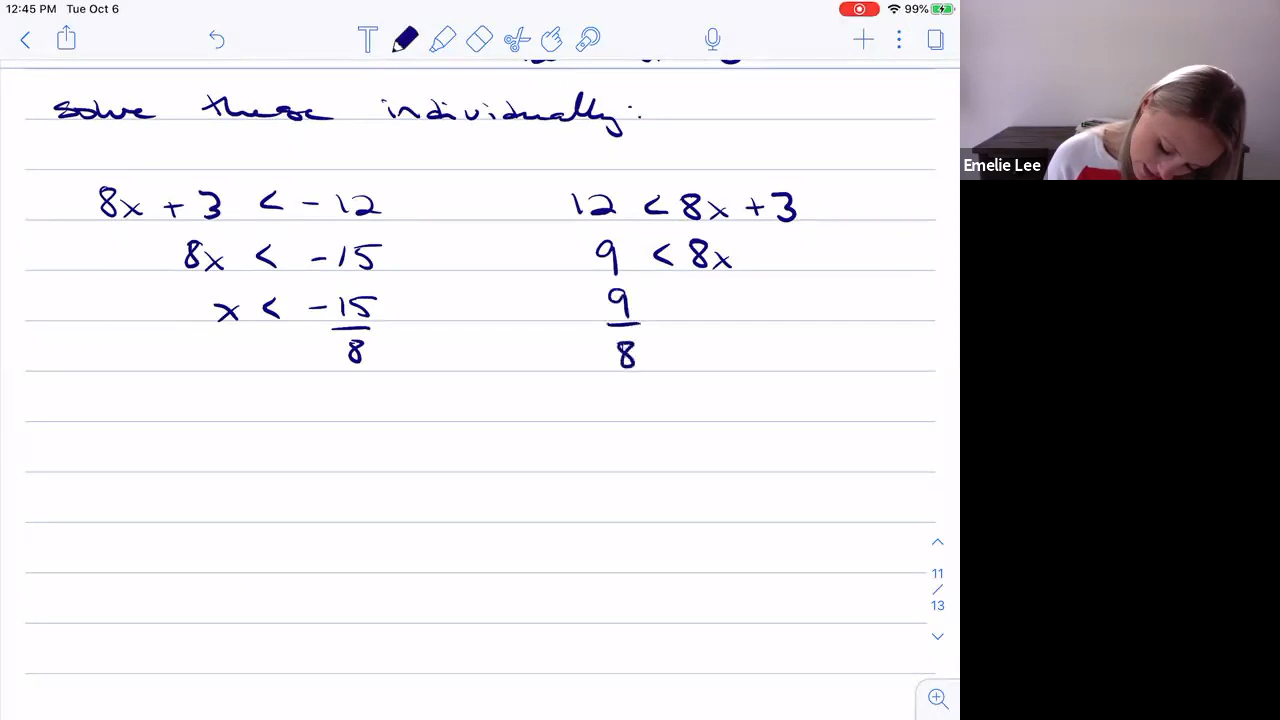 12:45 PM Tue Oct 6
99%
T
solve these individually:
8x + 3 < -12
12 < 8x + 3
8x < -15
9 < 8x
x < -15/8
9/8
11
/
13
Emelie Lee